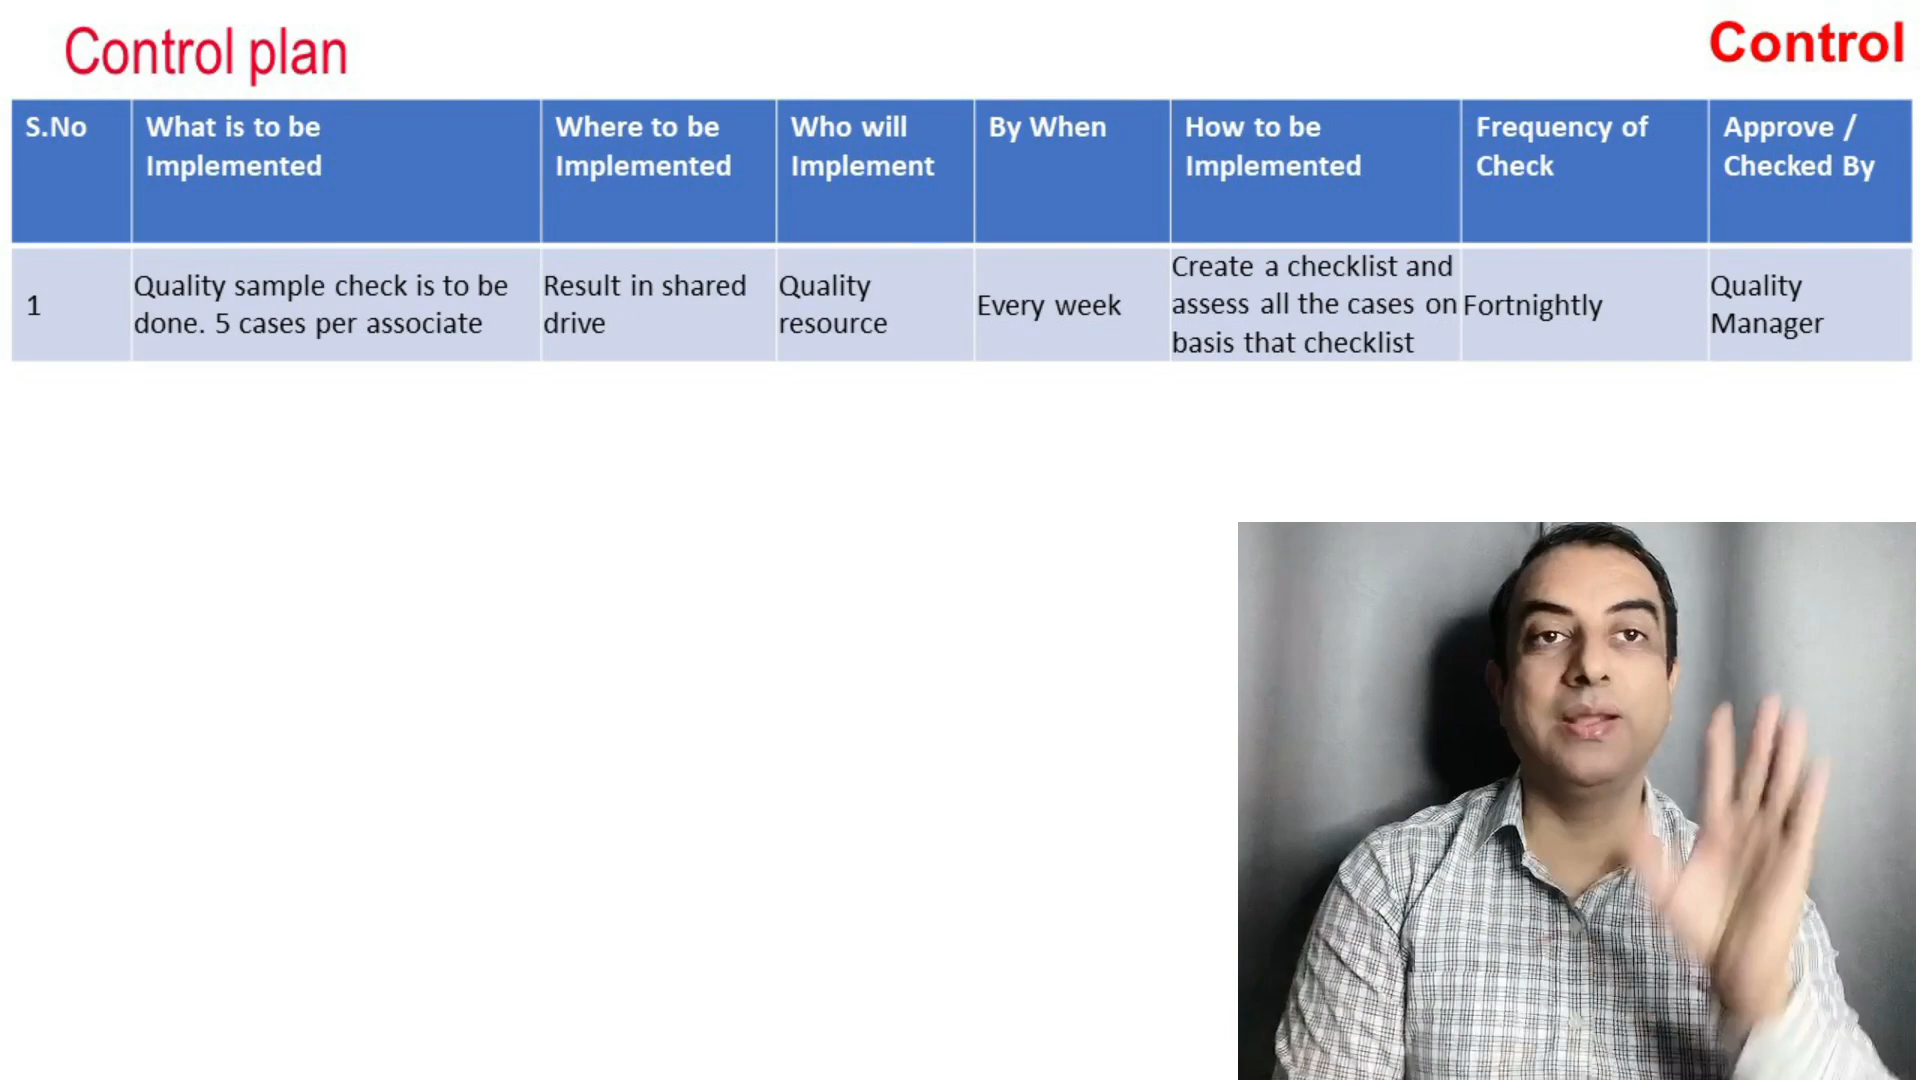 Control plan
Control
S.No
What is to be
Implemented
Where to be
Implemented
Who will
Implement
By When
How to be
Implemented
Frequency of
Check
Approve /
Checked By
1
Quality sample check is to be
done. 5 cases per associate
Result in shared
drive
Quality
resource
Every week
Create a checklist and
assess all the cases on
basis that checklist
Fortnightly
Quality
Manager